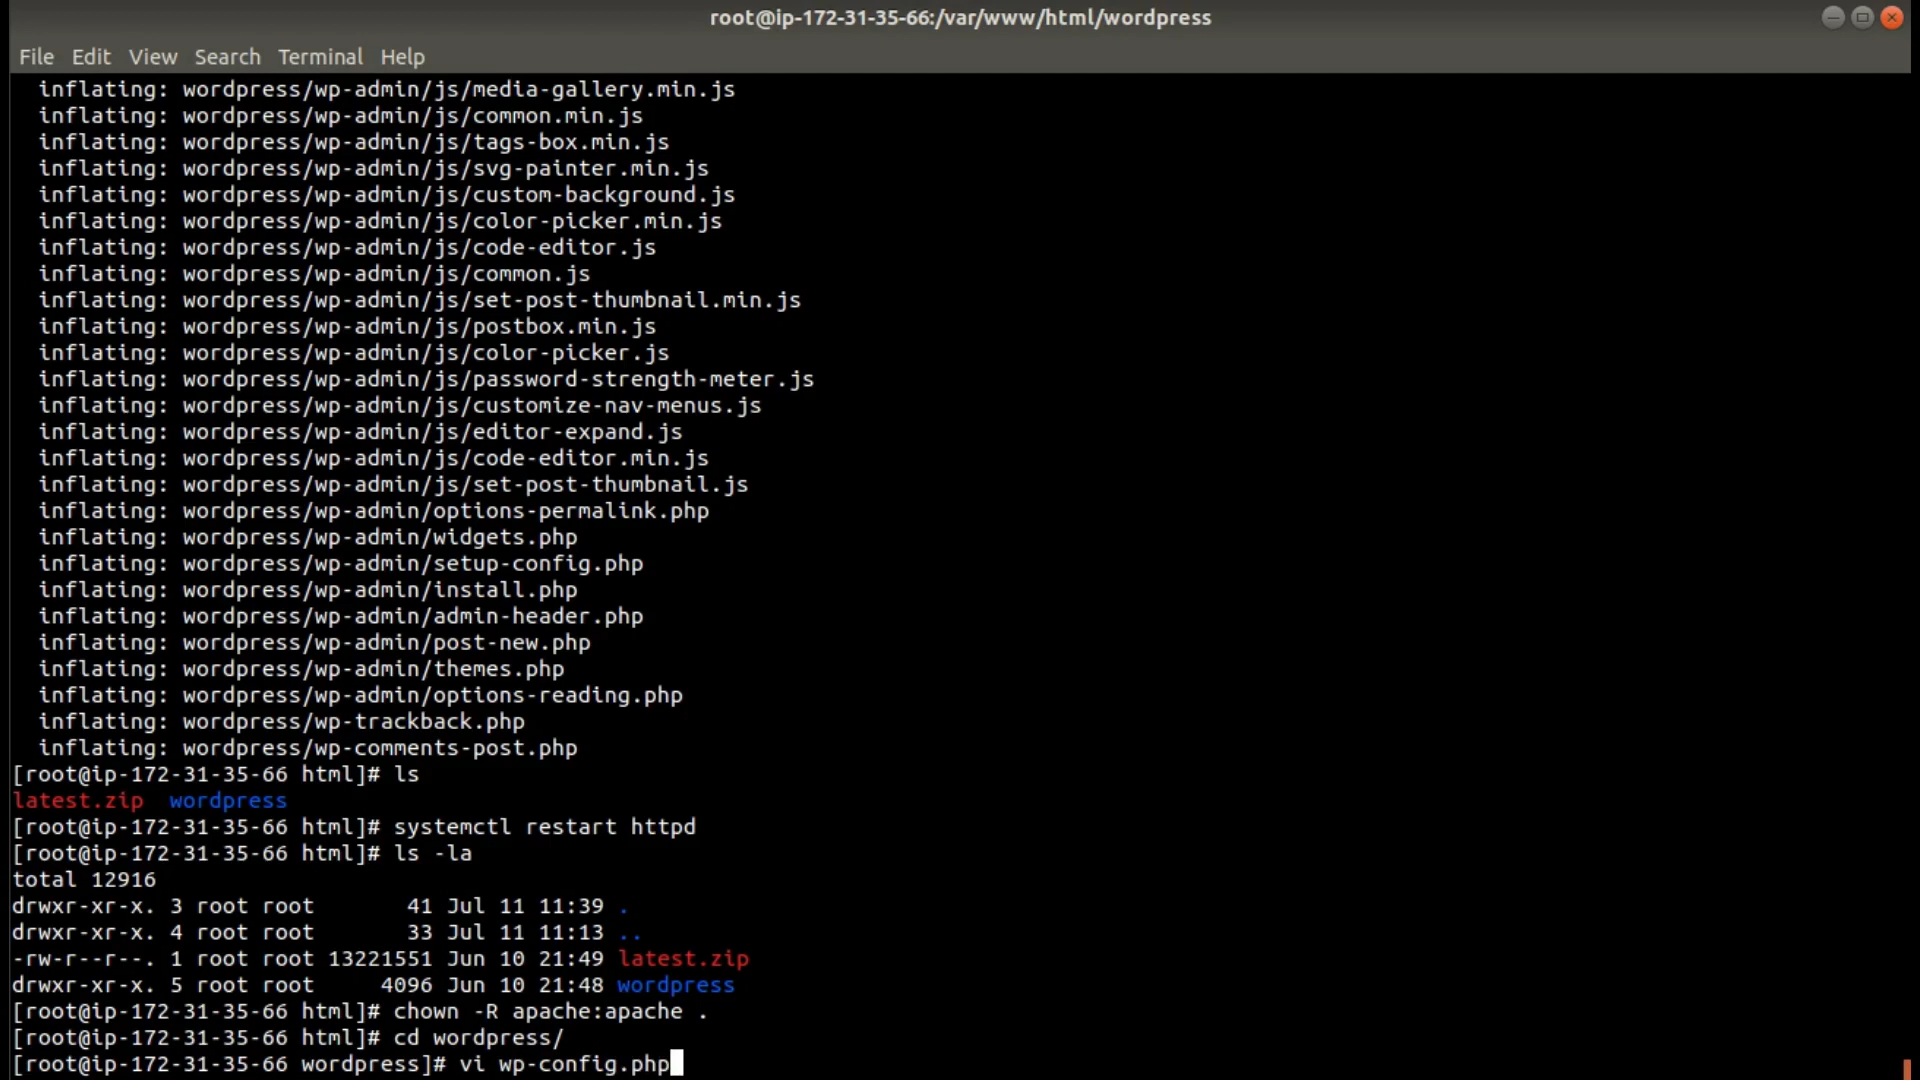 root@ip-172-31-35-66:/var/www/html/wordpress
File Edit View Search Terminal Help
inflating: wordpress/wp-admin/js/media-gallery.min.js
inflating: wordpress/wp-admin/js/common.min.js
inflating: wordpress/wp-admin/js/tags-box.min.js
inflating: wordpress/wp-admin/js/svg-painter.min.js
inflating: wordpress/wp-admin/js/custom-background.js
inflating: wordpress/wp-admin/js/color-picker.min.js
inflating: wordpress/wp-admin/js/code-editor.js
inflating: wordpress/wp-admin/js/common.js
inflating: wordpress/wp-admin/js/set-post-thumbnail.min.js
inflating: wordpress/wp-admin/js/postbox.min.js
inflating: wordpress/wp-admin/js/color-picker.js
inflating: wordpress/wp-admin/js/password-strength-meter.js
inflating: wordpress/wp-admin/js/customize-nav-menus.js
inflating: wordpress/wp-admin/js/editor-expand.js
inflating: wordpress/wp-admin/js/code-editor.min.js
inflating: wordpress/wp-admin/js/set-post-thumbnail.js
inflating: wordpress/wp-admin/options-permalink.php
inflating: wordpress/wp-admin/widgets.php
inflating: wordpress/wp-admin/setup-config.php
inflating: wordpress/wp-admin/install.php
inflating: wordpress/wp-admin/admin-header.php
inflating: wordpress/wp-admin/post-new.php
inflating: wordpress/wp-admin/themes.php
inflating: wordpress/wp-admin/options-reading.php
inflating: wordpress/wp-trackback.php
inflating: wordpress/wp-comments-post.php
[root@ip-172-31-35-66 html]# ls
latest.zip  wordpress
[root@ip-172-31-35-66 html]# systemctl restart httpd
[root@ip-172-31-35-66 html]# ls -la
total 12916
drwxr-xr-x. 3 root root       41 Jul 11 11:39 .
drwxr-xr-x. 4 root root       33 Jul 11 11:13 ..
-rw-r--r--. 1 root root 13221551 Jun 10 21:49 latest.zip
drwxr-xr-x. 5 root root     4096 Jun 10 21:48 wordpress
[root@ip-172-31-35-66 html]# chown -R apache:apache .
[root@ip-172-31-35-66 html]# cd wordpress/
[root@ip-172-31-35-66 wordpress]# vi wp-config.php